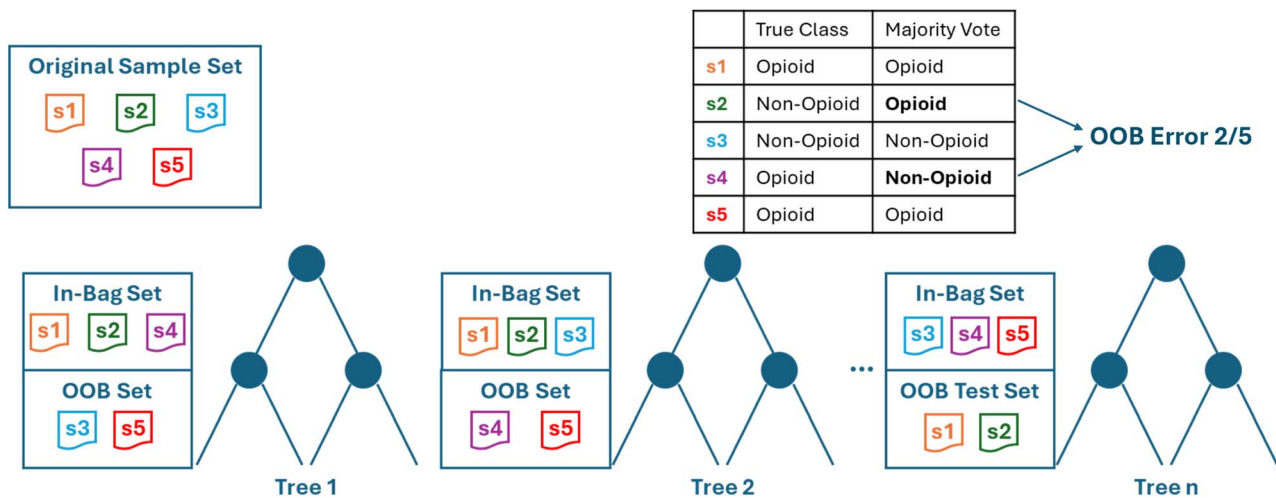 Original Sample Set
s1 s2 s3
s4 s5
True Class Majority Vote
s1 Opioid Opioid
s2 Non-Opioid Opioid
s3 Non-Opioid Non-Opioid
s4 Opioid Non-Opioid
s5 Opioid Opioid
OOB Error 2/5
In-Bag Set
s1 s2 s4
OOB Set
s3 s5
Tree 1
In-Bag Set
s1 s2 s3
OOB Set
s4 s5
Tree 2
...
In-Bag Set
s3 s4 s5
OOB Test Set
s1 s2
Tree n